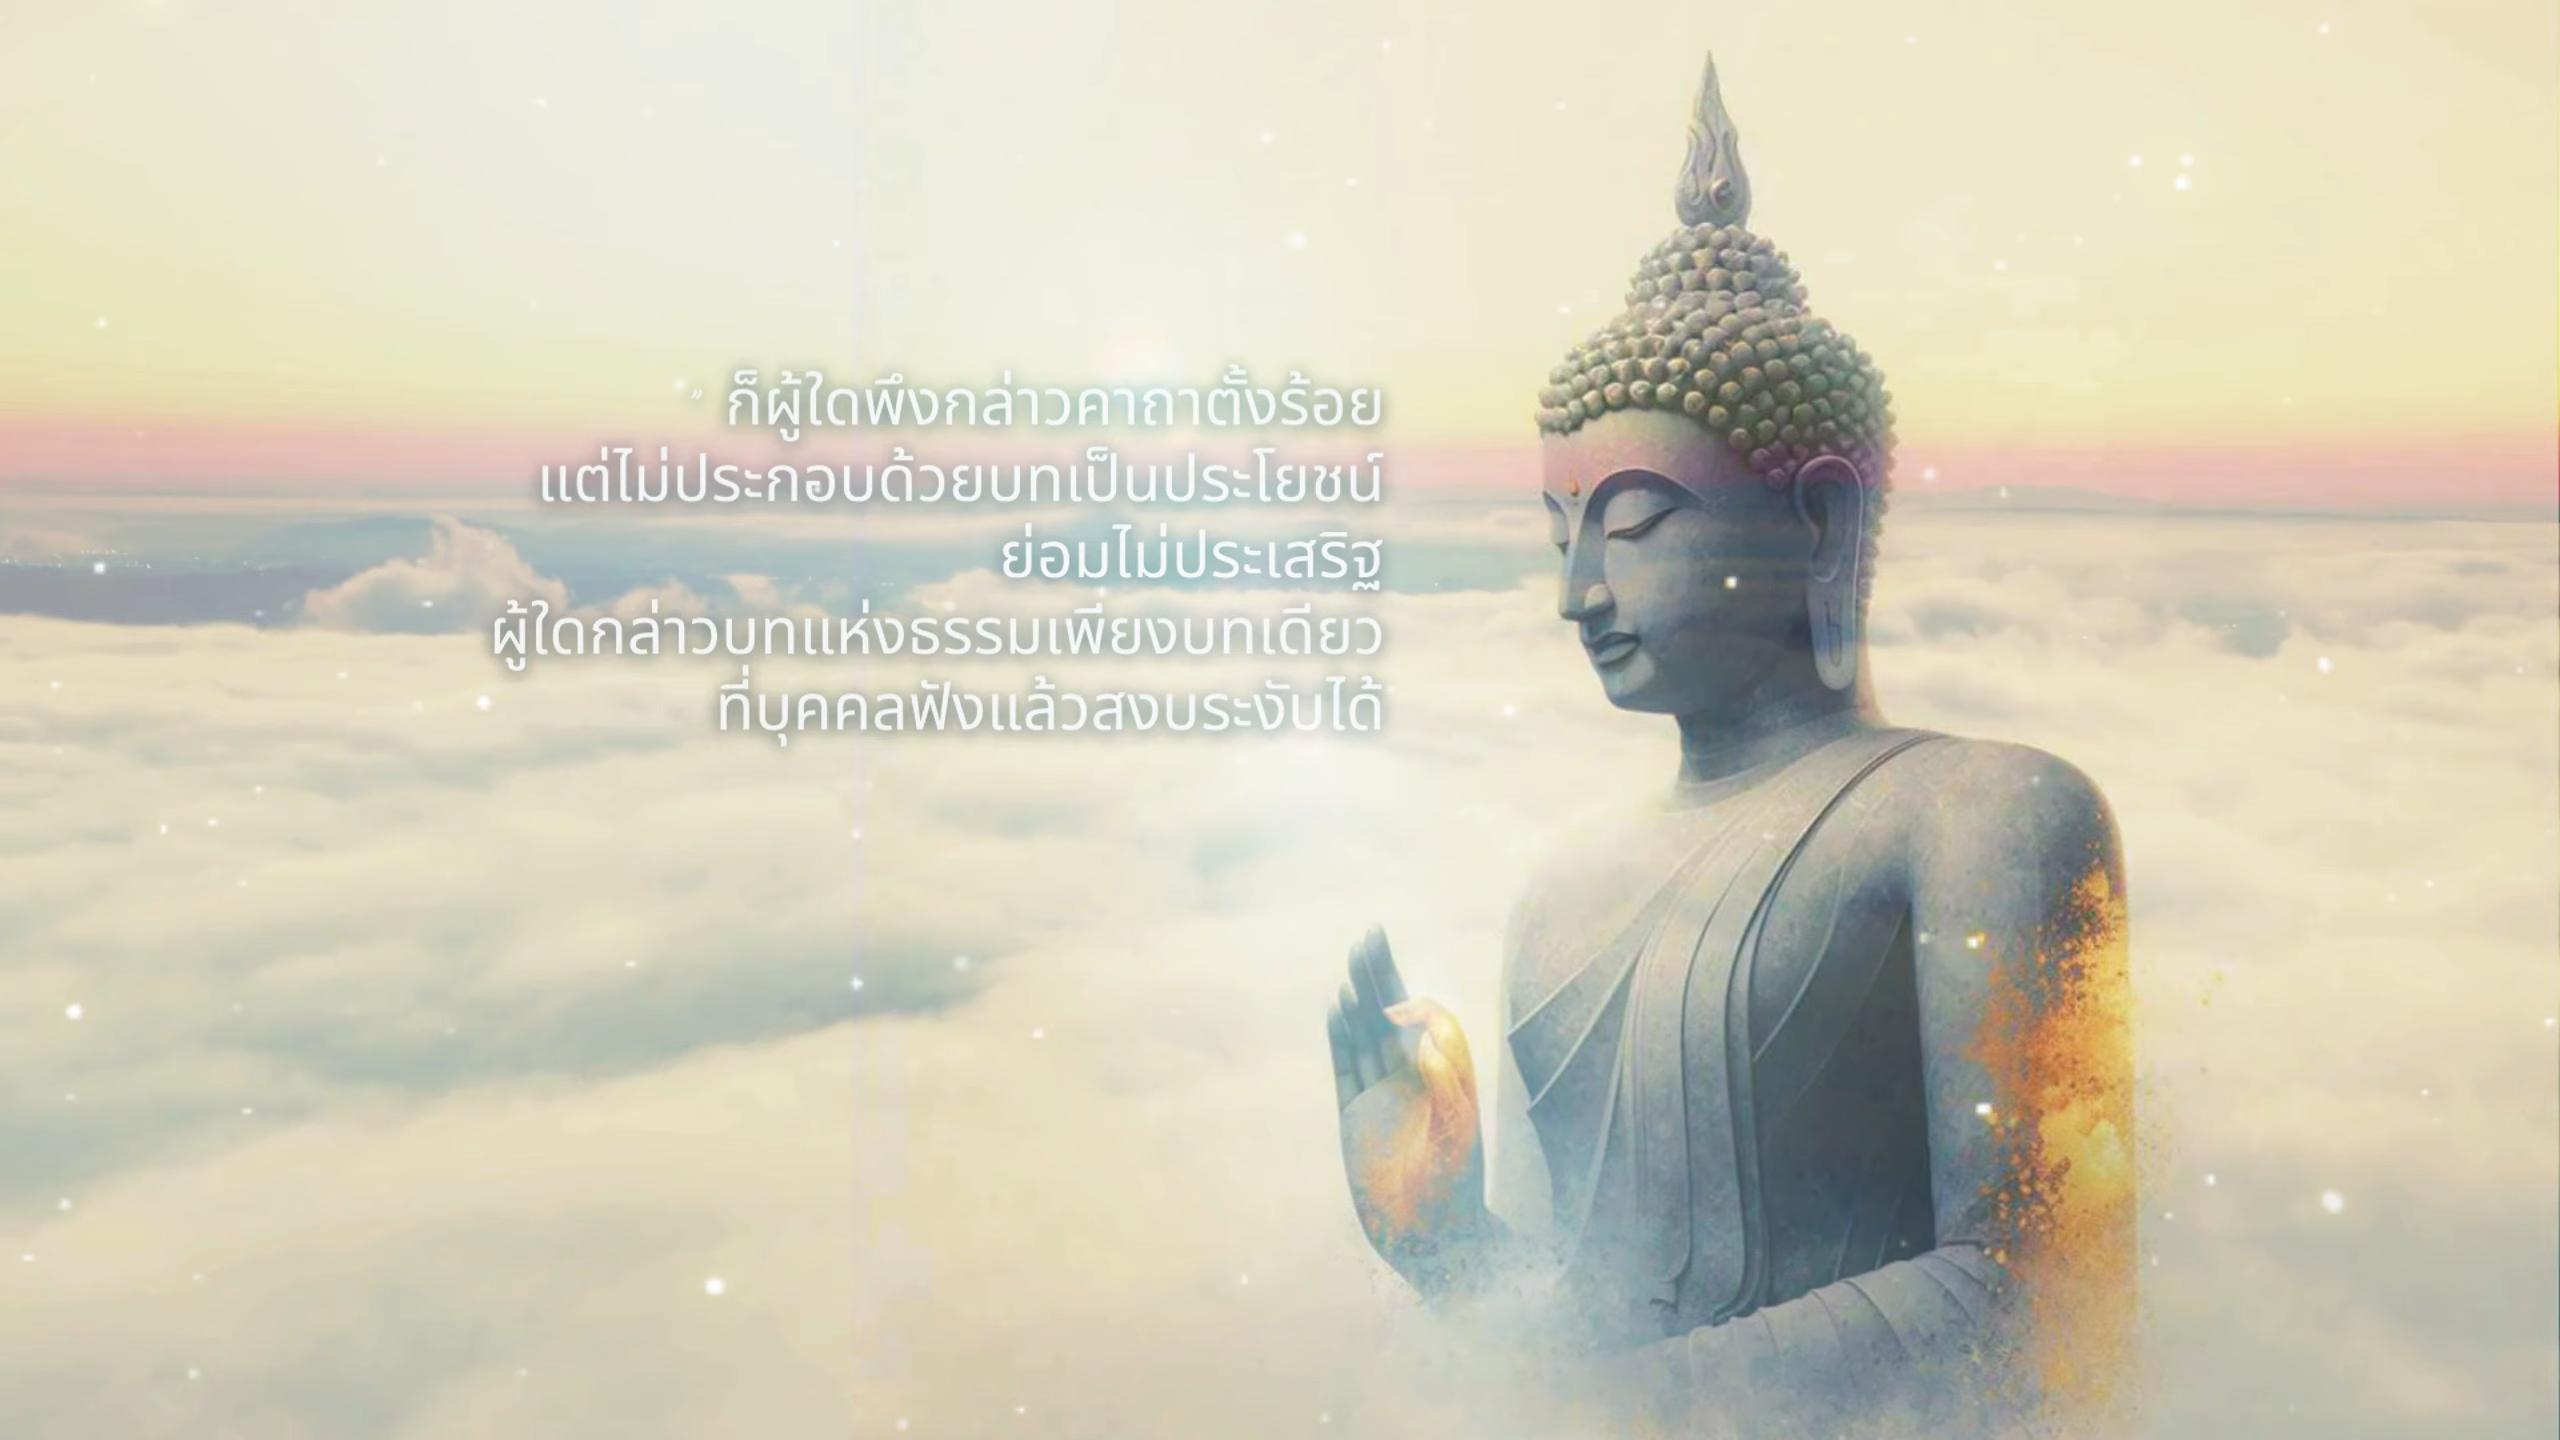 " ก็ผู้ใดพึงกล่าวคาถาตั้งร้อย
แต่ไม่ประกอบด้วยบทเป็นประโยชน์
ย่อมไม่ประเสริฐ
ผู้ใดกล่าวบทแห่งธรรมเพียงบทเดียว
ที่บุคคลฟังแล้วสงบระงับได้